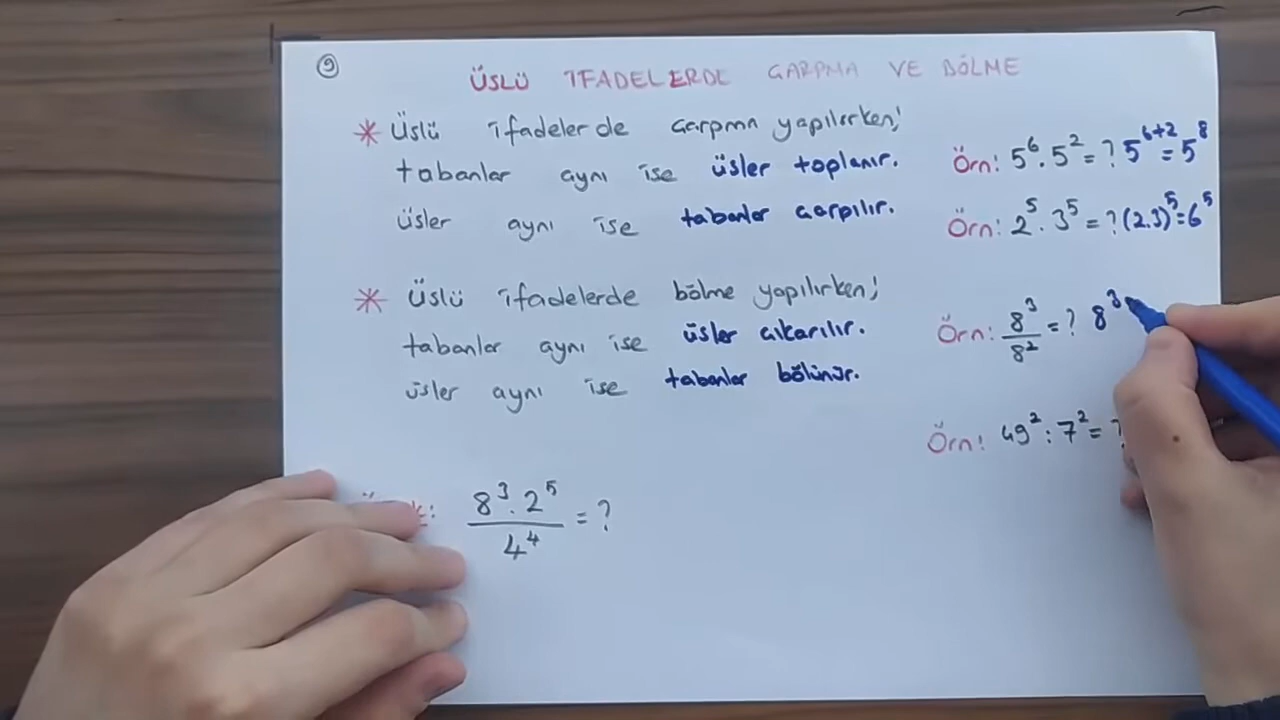 9
ÜSLÜ İFADELERDE ÇARPMA VE BÖLME
* Üslü ifadelerde çarpma yapılırken;
tabanlar aynı ise üsler toplanır.
üsler aynı ise tabanlar çarpılır.
Örn: 5⁶ . 5² = ? 5⁶⁺² = 5⁸
Örn: 2⁵ . 3⁵ = ? (2.3)⁵ = 6⁵
* Üslü ifadelerde bölme yapılırken;
tabanlar aynı ise üsler çıkarılır.
üsler aynı ise tabanlar bölünür.
Örn: 8³/8² = ? 8³
Örn: 49² : 7² = ?
8³ . 2⁵ / 4⁴ = ?